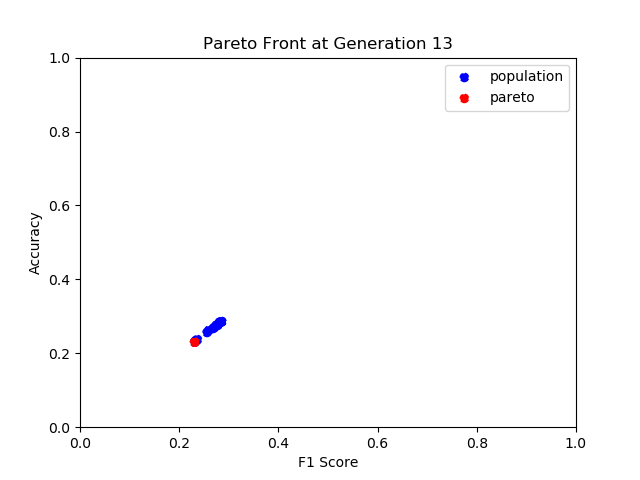 Pareto Front at Generation 13
1.0
0.8
0.6
0.4
0.2
0.0
Accuracy
population
pareto
0.0 0.2 0.4 0.6 0.8 1.0
F1 Score